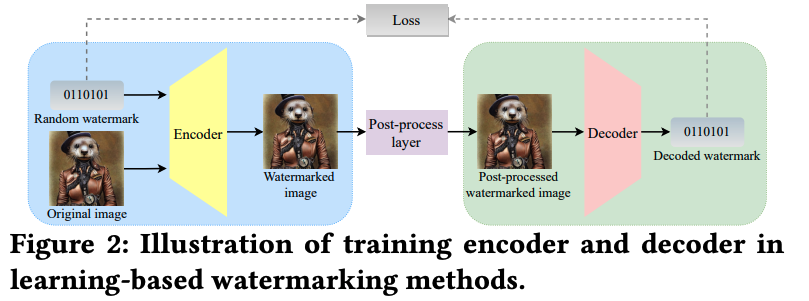 Loss
0110101
Random watermark
Original image
Encoder
Watermarked
image
Post-process
layer
Post-processed
watermarked image
Decoder
0110101
Decoded watermark
Figure 2: Illustration of training encoder and decoder in
learning-based watermarking methods.